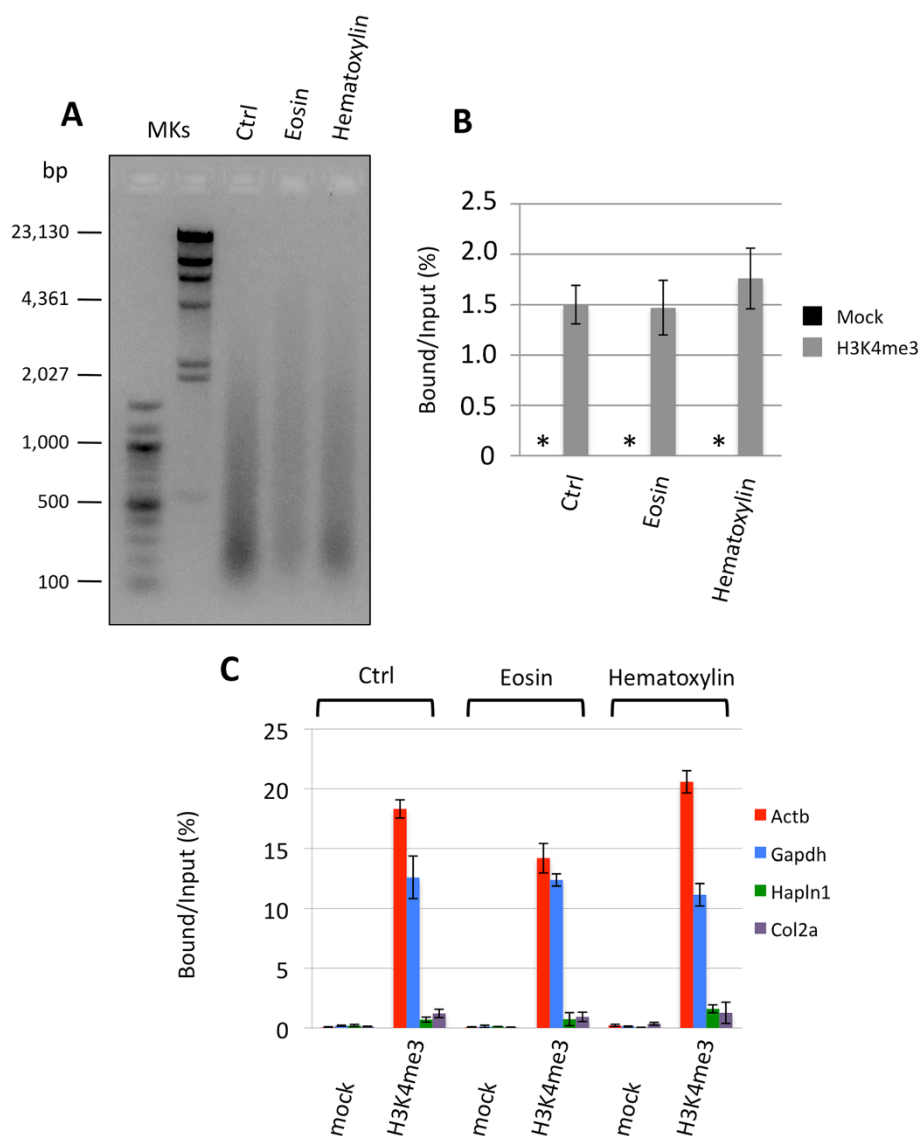 A
MKs
Ctrl
Eosin
Hematoxylin
bp
23,130
4,361
2,027
1,000
500
100
B
Bound/Input (%)
2.5
2.0
1.5
1.0
0.5
0
* * *
Ctrl
Eosin
Hematoxylin
Mock
H3K4me3
C
Ctrl Eosin Hematoxylin
Bound/Input (%)
25
20
15
10
5
0
mock
H3K4me3
mock
H3K4me3
mock
H3K4me3
Actb
Gapdh
Hapln1
Col2a